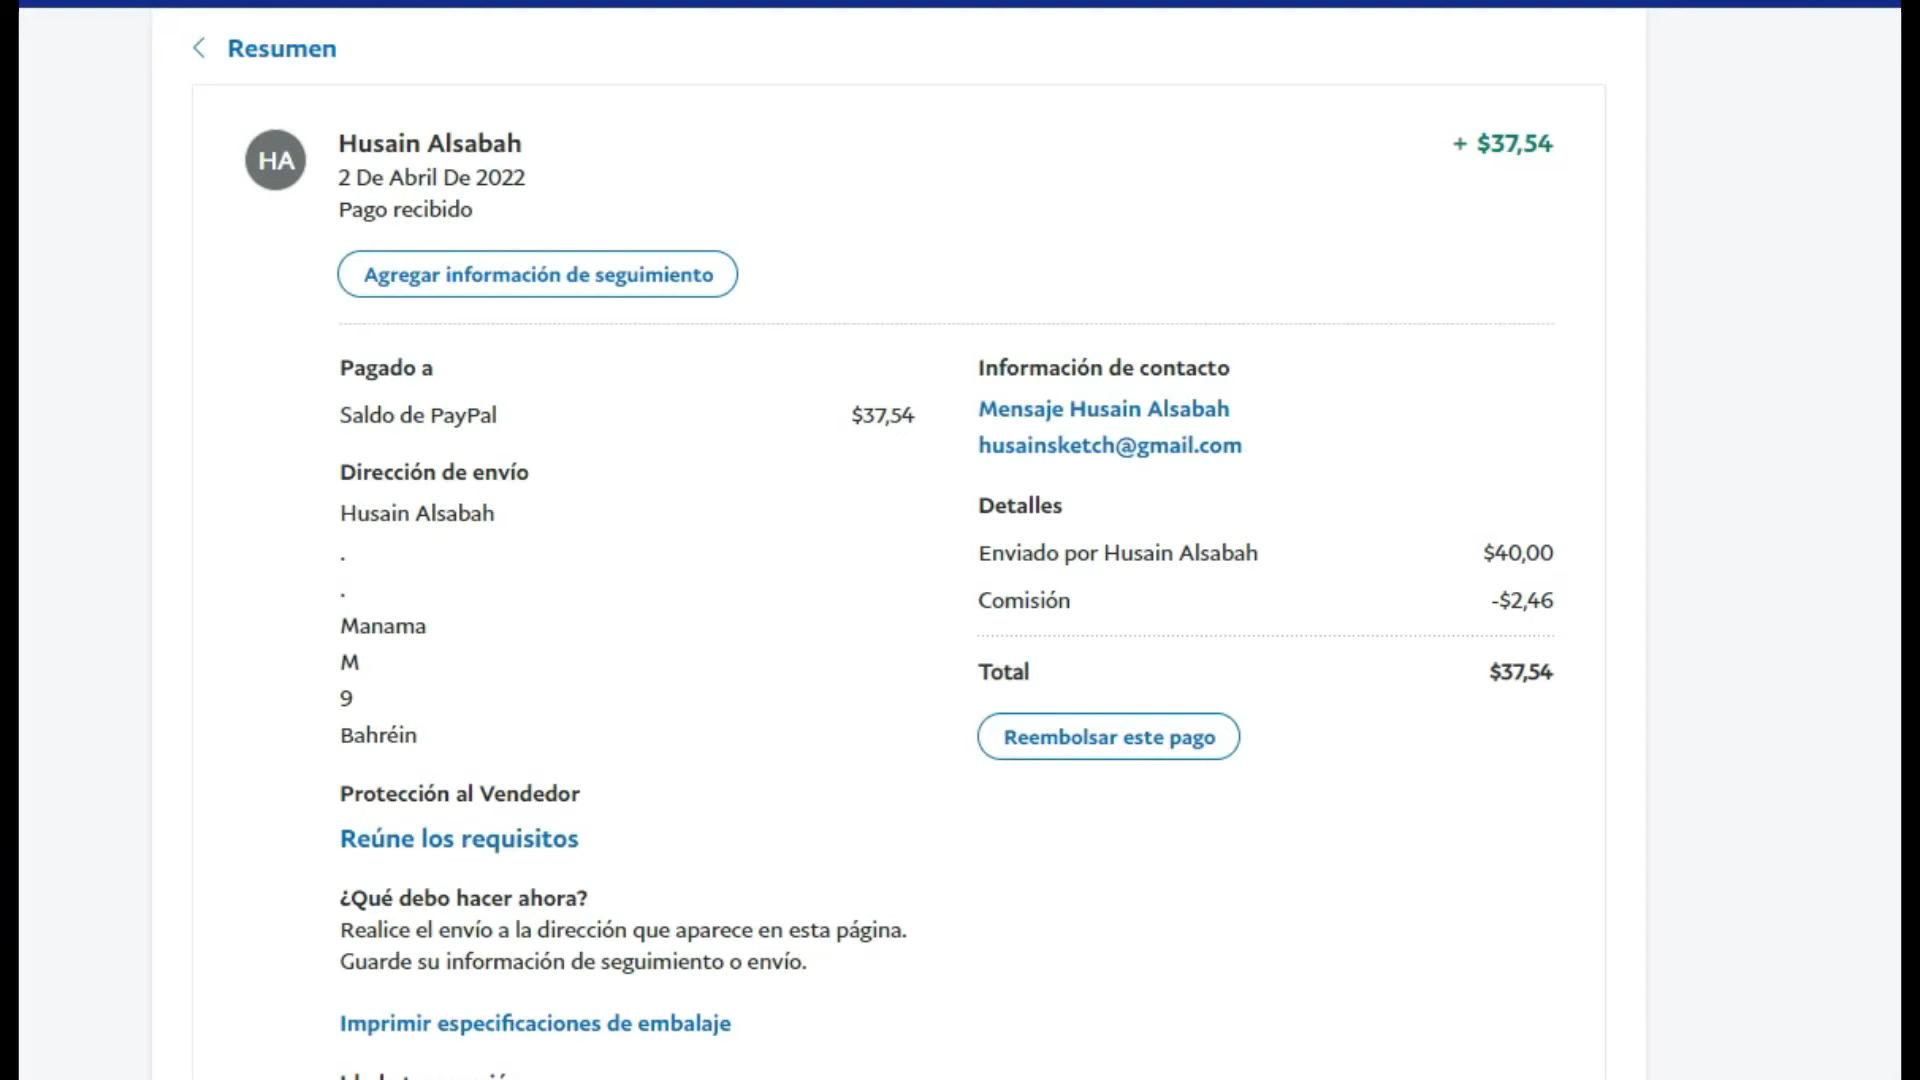 Resumen
HA
Husain Alsabah
+ $37,54
2 De Abril De 2022
Pago recibido
Agregar información de seguimiento
Pagado a
Saldo de PayPal $37,54
Dirección de envío
Husain Alsabah
.
.
Manama
M
9
Bahréin
Protección al Vendedor
Reúne los requisitos
¿Qué debo hacer ahora?
Realice el envío a la dirección que aparece en esta página.
Guarde su información de seguimiento o envío.
Imprimir especificaciones de embalaje
Información de contacto
Mensaje Husain Alsabah
husainsketch@gmail.com
Detalles
Enviado por Husain Alsabah $40,00
Comisión -$2,46
Total $37,54
Reembolsar este pago